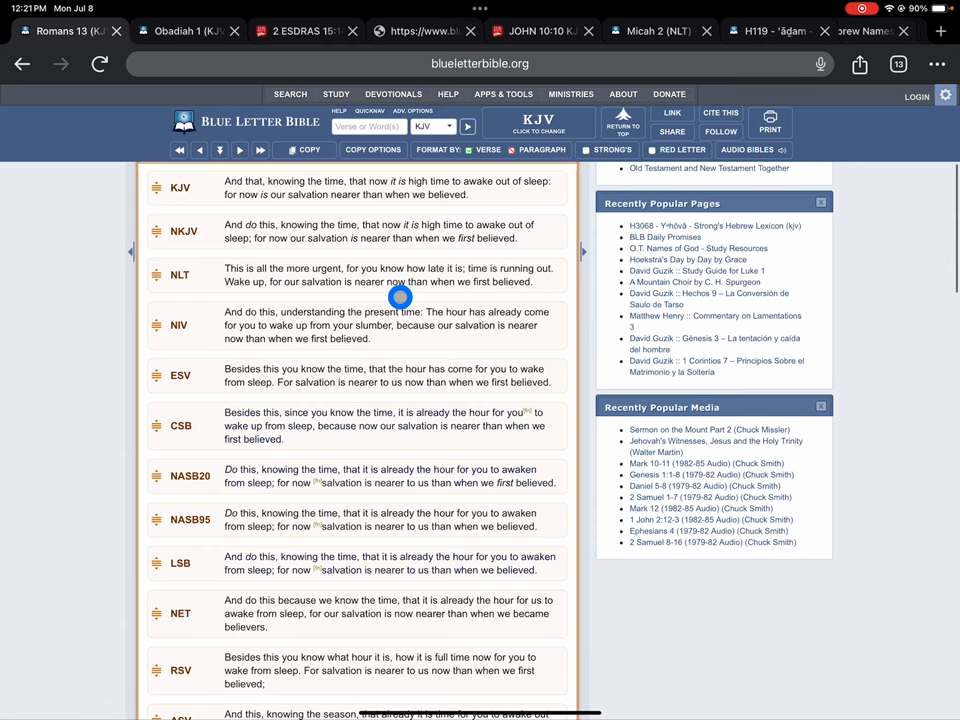 12:21 PM Mon Jul 8
90%
Romans 13 (KJ
Obadiah 1 (KJV
2 ESDRAS 15:1
https://www.bl
JOHN 10:10 KJ
Micah 2 (NLT)
H119 - 'āḏam -
brew Name
blueletterbible.org
13
SEARCH STUDY DEVOTIONALS HELP APPS & TOOLS MINISTRIES ABOUT DONATE
LOGIN
BLUE LETTER BIBLE
HELP QUICKNAV ADV. OPTIONS
Verse or Word(s)
KJV
KJV
CLICK TO CHANGE
RETURN TO
TOP
LINK
CITE THIS
SHARE
FOLLOW
PRINT
COPY
COPY OPTIONS
FORMAT BY: VERSE PARAGRAPH
STRONG'S
RED LETTER
AUDIO BIBLES
KJV
And that, knowing the time, that now it is high time to awake out of sleep:
for now is our salvation nearer than when we believed.
NKJV
And do this, knowing the time, that now it is high time to awake out of
sleep; for now our salvation is nearer than when we first believed.
NLT
This is all the more urgent, for you know how late it is; time is running out.
Wake up, for our salvation is nearer now than when we first believed.
NIV
And do this, understanding the present time: The hour has already come
for you to wake up from your slumber, because our salvation is nearer
now than when we first believed.
ESV
Besides this you know the time, that the hour has come for you to wake
from sleep. For salvation is nearer to us now than when we first believed.
CSB
Besides this, since you know the time, it is already the hour for you[fn] to
wake up from sleep, because now our salvation is nearer than when we
first believed.
NASB20
Do this, knowing the time, that it is already the hour for you to awaken
from sleep; for now [fn]salvation is nearer to us than when we first believed.
NASB95
Do this, knowing the time, that it is already the hour for you to awaken
from sleep; for now [fn]salvation is nearer to us than when we believed.
LSB
And do this, knowing the time, that it is already the hour for you to awaken
from sleep; for now [fn]salvation is nearer to us than when we believed.
NET
And do this because we know the time, that it is already the hour for us to
awake from sleep, for our salvation is now nearer than when we became
believers.
RSV
Besides this you know what hour it is, how it is full time now for you to
wake from sleep. For salvation is nearer to us now than when we first
believed;
ASV
And this, knowing the season, that already it is time for you to awake out
Old Testament and New Testament Together
Recently Popular Pages
X
H3068 - Yᵊhōvâ - Strong's Hebrew Lexicon (kjv)
BLB Daily Promises
O.T. Names of God - Study Resources
Hoekstra's Day by Day by Grace
David Guzik :: Study Guide for Luke 1
A Mountain Choir by C. H. Spurgeon
David Guzik :: Hechos 9 – La Conversión de
Saulo de Tarso
Matthew Henry :: Commentary on Lamentations
3
David Guzik :: Génesis 3 – La tentación y caída
del hombre
David Guzik :: 1 Corintios 7 – Principios Sobre el
Matrimonio y la Soltería
Recently Popular Media
X
Sermon on the Mount Part 2 (Chuck Missler)
Jehovah's Witnesses, Jesus and the Holy Trinity
(Walter Martin)
Mark 10-11 (1982-85 Audio) (Chuck Smith)
Genesis 1:1-8 (1979-82 Audio) (Chuck Smith)
Daniel 5-8 (1979-82 Audio) (Chuck Smith)
2 Samuel 1-7 (1979-82 Audio) (Chuck Smith)
Mark 12 (1982-85 Audio) (Chuck Smith)
1 John 2:12-3 (1982-85 Audio) (Chuck Smith)
Ephesians 4 (1979-82 Audio) (Chuck Smith)
2 Samuel 8-16 (1979-82 Audio) (Chuck Smith)